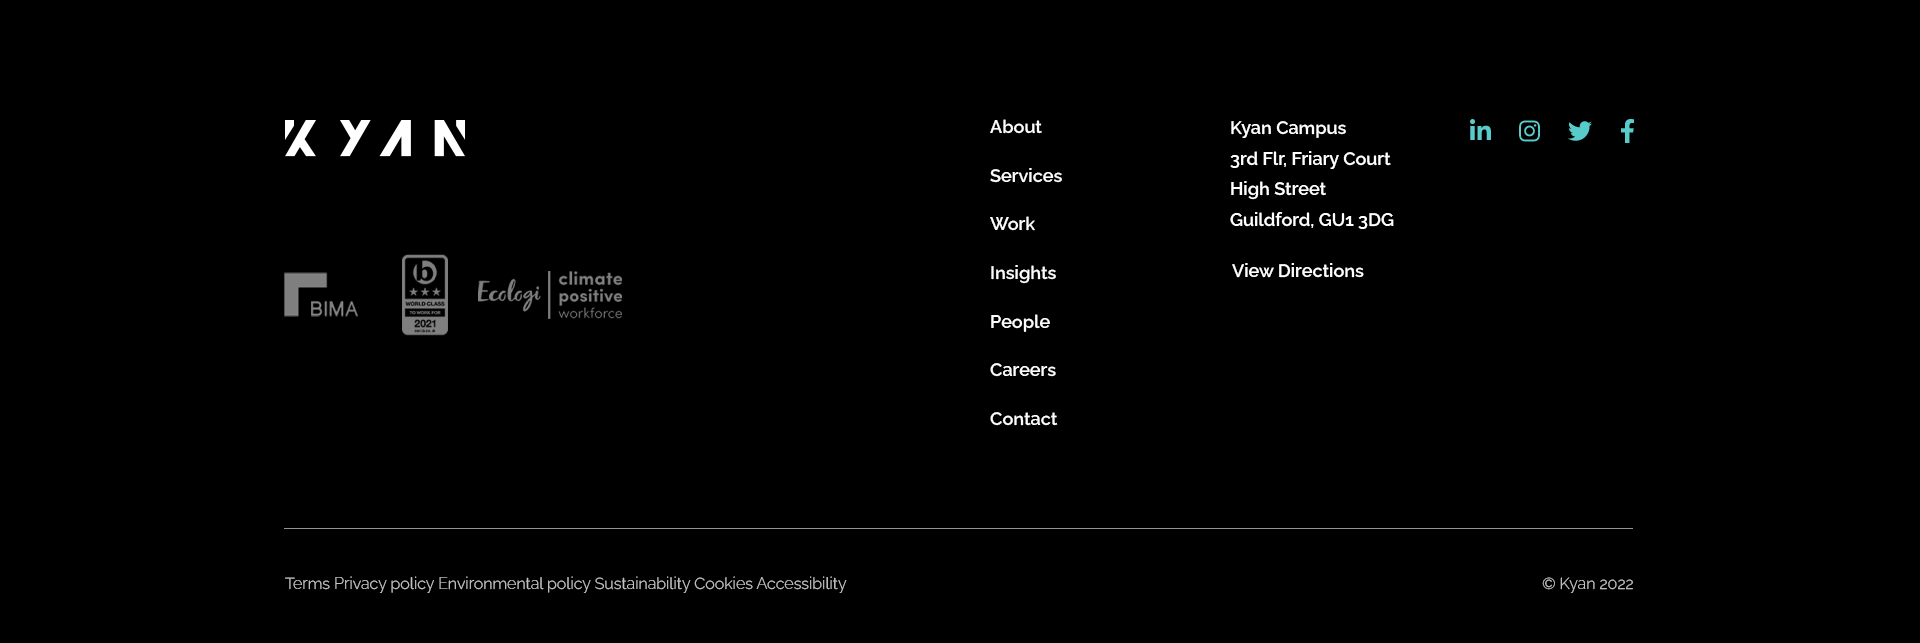 KYAN
BIMA
b
WORLD CLASS
TO WORK FOR
2021
Ecologi
climate
positive
workforce
About
Services
Work
Insights
People
Careers
Contact
Kyan Campus
3rd Flr, Friary Court
High Street
Guildford, GU1 3DG
View Directions
in
f
Terms Privacy policy Environmental policy Sustainability Cookies Accessibility
© Kyan 2022